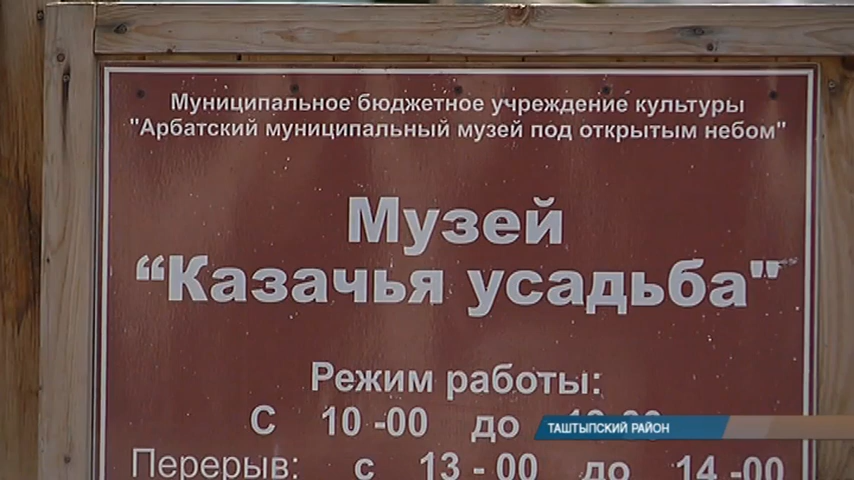 Муниципальное бюджетное учреждение культуры
"Арбатский муниципальный музей под открытым небом"
Музей
“Казачья усадьба"
Режим работы:
С 10 -00 до
ТАШТЫПСКИЙ РАЙОН
Перерыв: с 13 - 00 до 14 -00